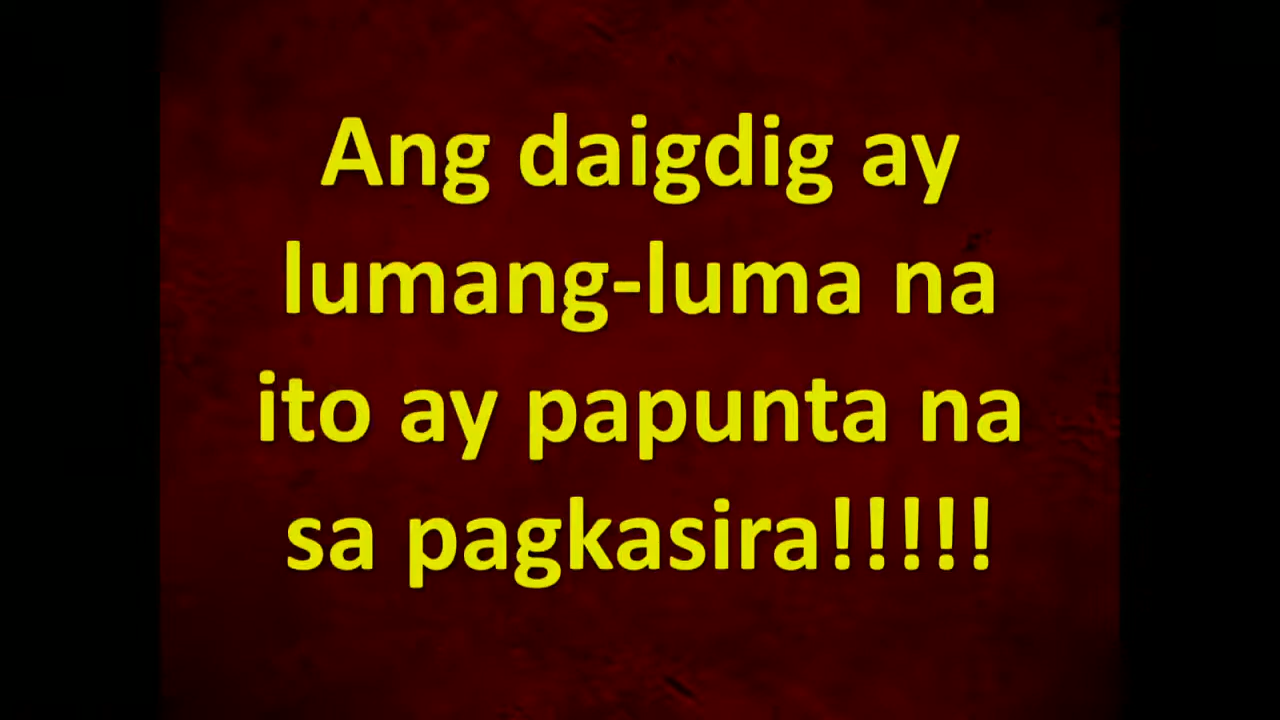 Ang daigdig ay
lumang-luma na
ito ay papunta na
sa pagkasira!!!!!